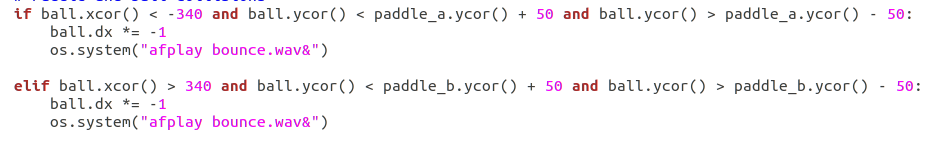 if ball.xcor() < -340 and ball.ycor() < paddle_a.ycor() + 50 and ball.ycor() > paddle_a.ycor() - 50:
    ball.dx *= -1
    os.system("afplay bounce.wav&")

elif ball.xcor() > 340 and ball.ycor() < paddle_b.ycor() + 50 and ball.ycor() > paddle_b.ycor() - 50:
    ball.dx *= -1
    os.system("afplay bounce.wav&")